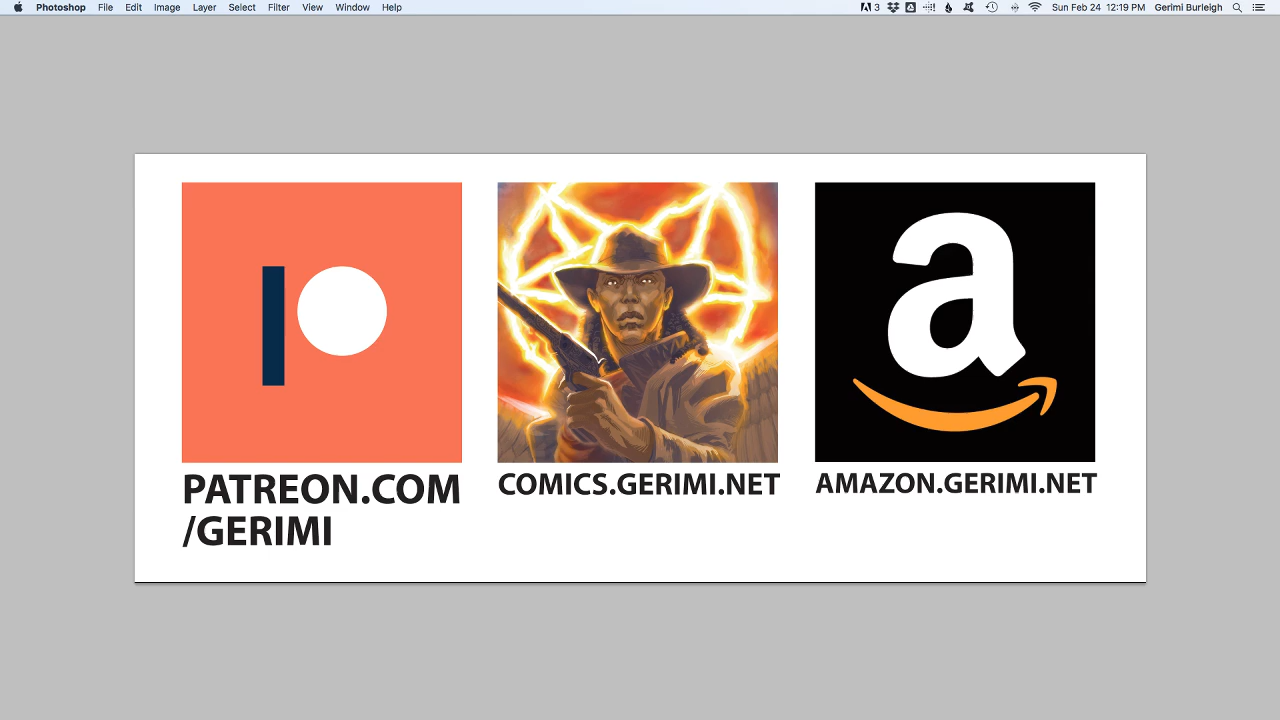 Photoshop File Edit Image Layer Select Filter View Window Help 3 Sun Feb 24 12:19 PM Gerimi Burleigh
a
PATREON.COM
/GERIMI
COMICS.GERIMI.NET
AMAZON.GERIMI.NET